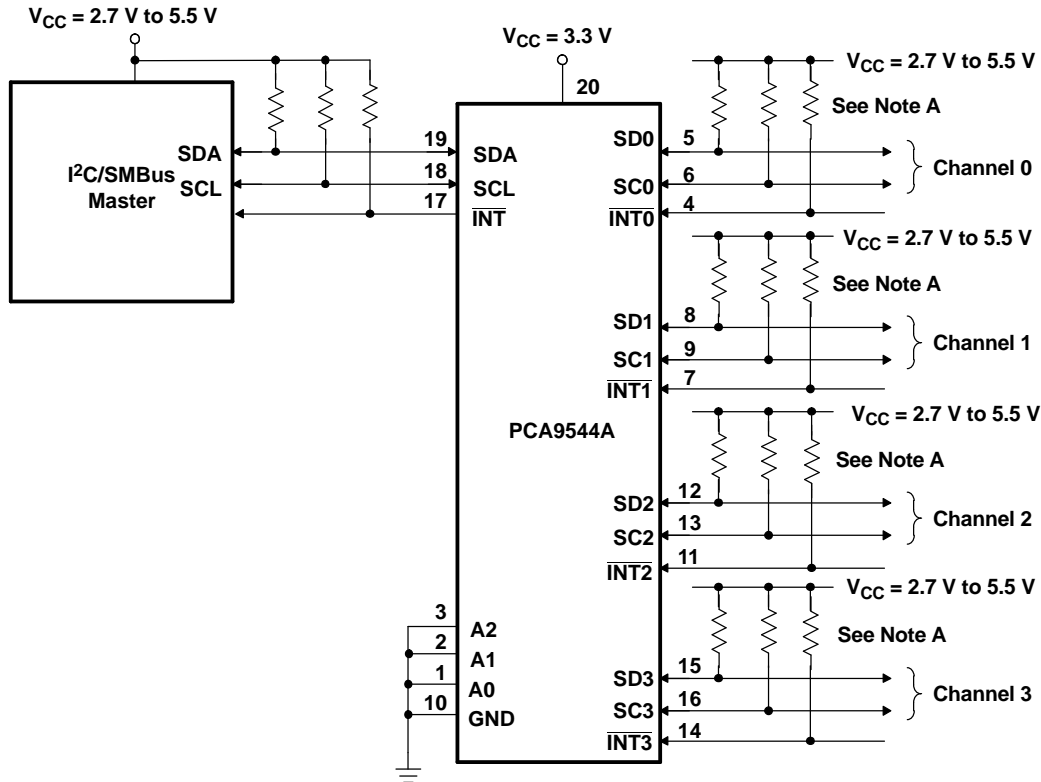 VCC = 2.7 V to 5.5 V
VCC = 3.3 V
20
I2C/SMBus
Master
SDA
SCL
19
18
17
SDA
SCL
INT
PCA9544A
3
2
1
10
A2
A1
A0
GND
VCC = 2.7 V to 5.5 V
See Note A
SD0
5
SC0
6
INT0
4
Channel 0
VCC = 2.7 V to 5.5 V
See Note A
SD1
8
SC1
9
INT1
7
Channel 1
VCC = 2.7 V to 5.5 V
See Note A
SD2
12
SC2
13
INT2
11
Channel 2
VCC = 2.7 V to 5.5 V
See Note A
SD3
15
SC3
16
INT3
14
Channel 3